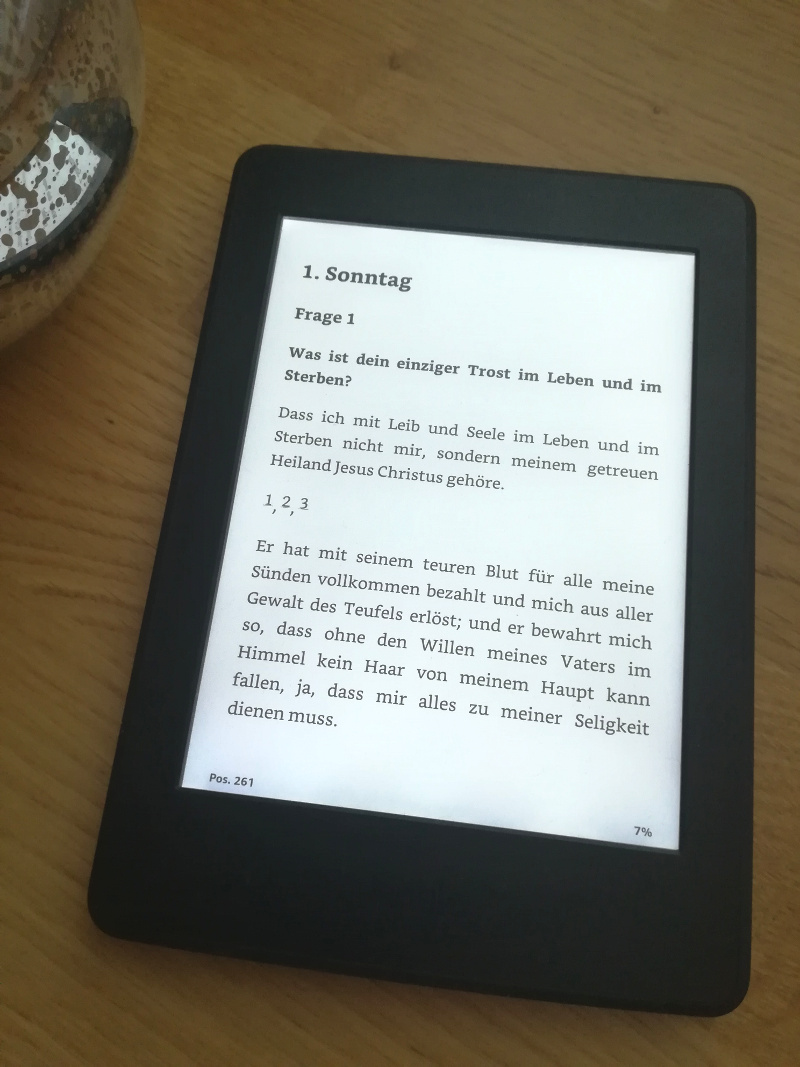 1. Sonntag
Frage 1
Was ist dein einziger Trost im Leben und im
Sterben?
Dass ich mit Leib und Seele im Leben und im
Sterben nicht mir, sondern meinem getreuen
Heiland Jesus Christus gehöre.
1, 2, 3
Er hat mit seinem teuren Blut für alle meine
Sünden vollkommen bezahlt und mich aus aller
Gewalt des Teufels erlöst; und er bewahrt mich
so, dass ohne den Willen meines Vaters im
Himmel kein Haar von meinem Haupt kann
fallen, ja, dass mir alles zu meiner Seligkeit
dienen muss.
Pos. 261
7%